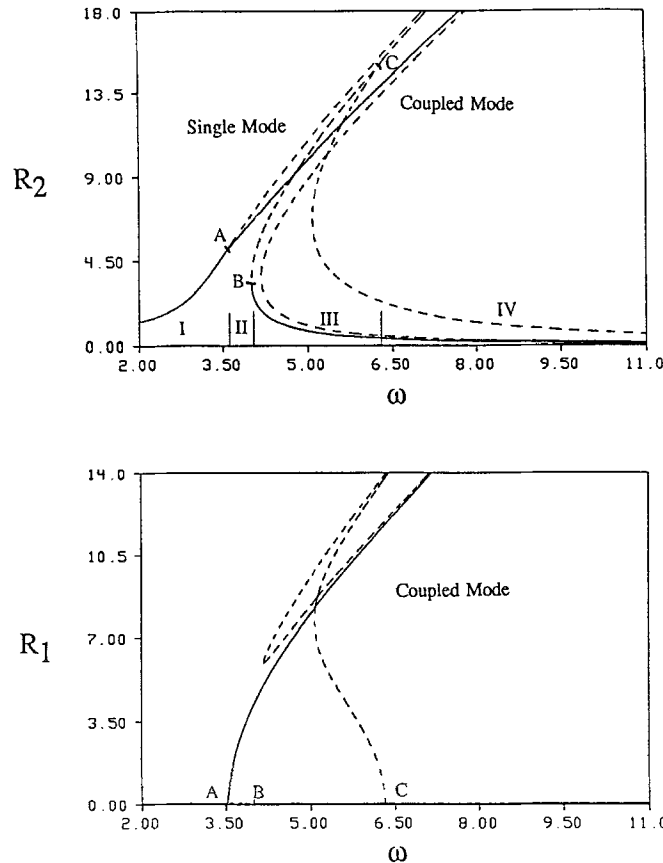 18.0
13.5
9.00
4.50
0.00
R2
Single Mode
Coupled Mode
A
B
C
I
II
III
IV
2.00 3.50 5.00 6.50 8.00 9.50 11.0
ω
14.0
10.5
7.00
3.50
0.00
R1
Coupled Mode
A B C
2.00 3.50 5.00 6.50 8.00 9.50 11.0
ω